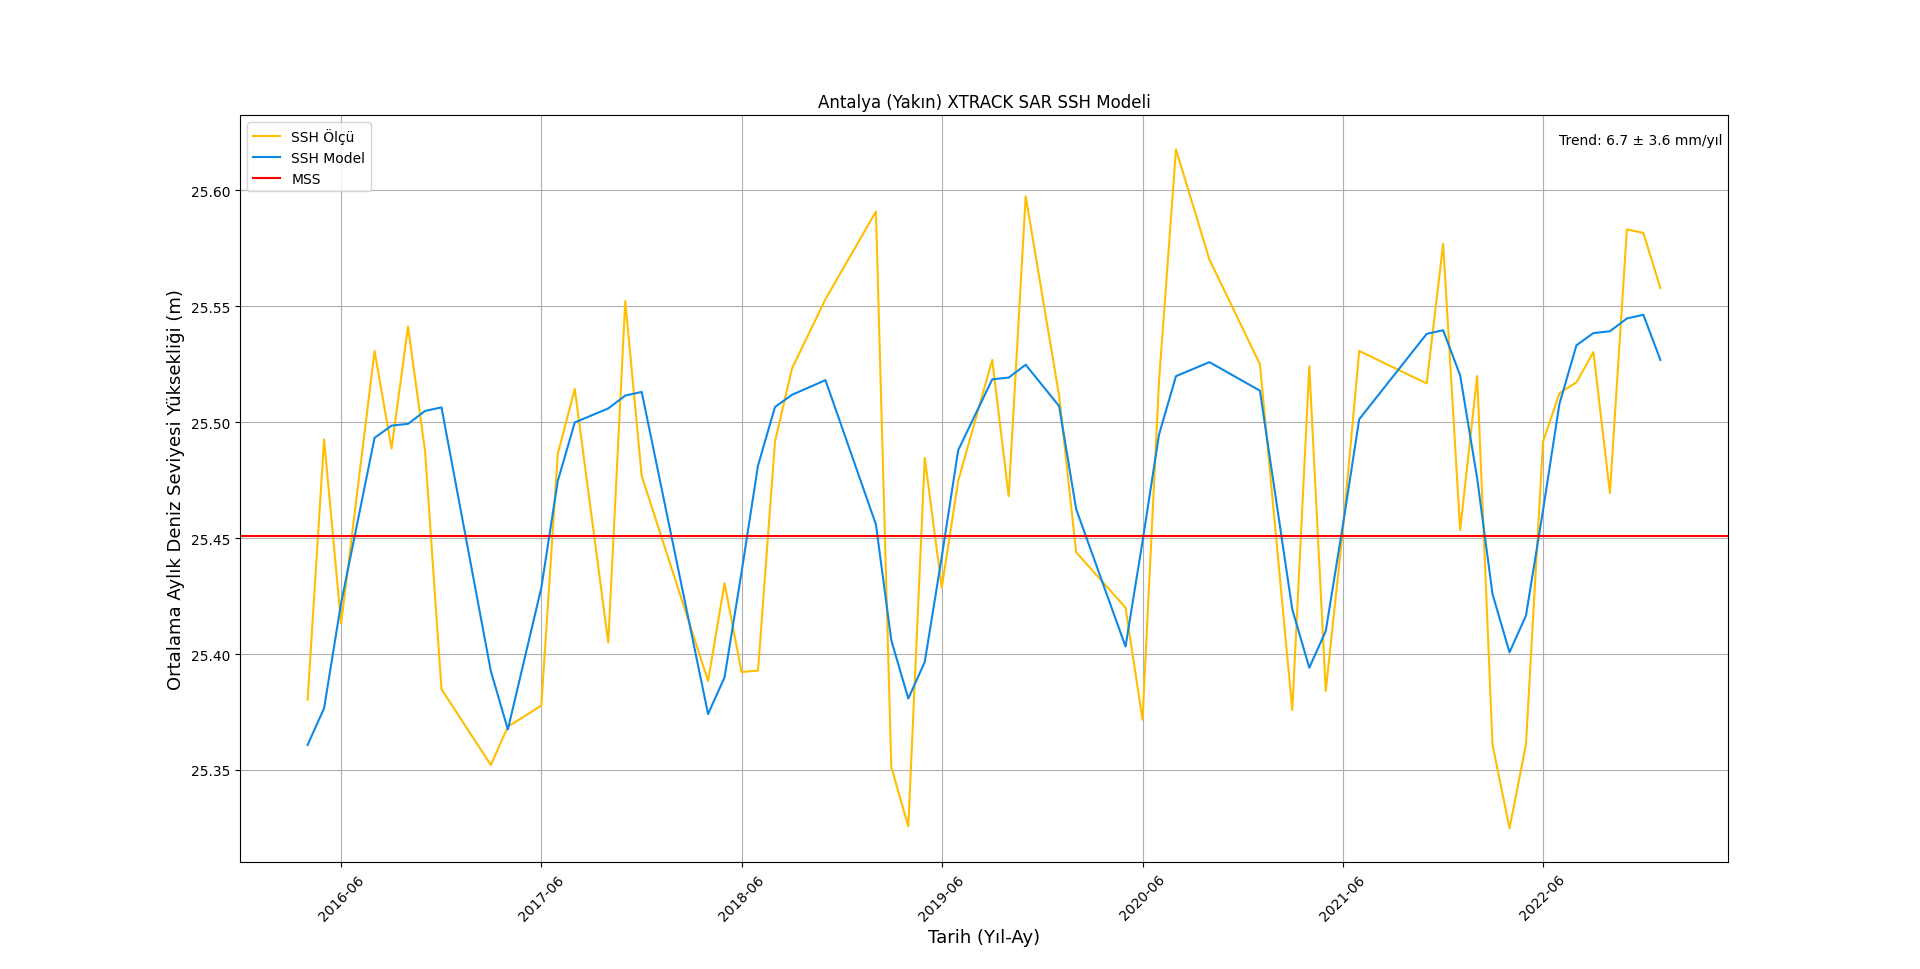 Antalya (Yakın) XTRACK SAR SSH Modeli
SSH Ölçü
SSH Model
MSS
Trend: 6.7 ± 3.6 mm/yıl
Ortalama Aylık Deniz Seviyesi Yüksekliği (m)
25.60
25.55
25.50
25.45
25.40
25.35
2016-06
2017-06
2018-06
2019-06
2020-06
2021-06
2022-06
Tarih (Yıl-Ay)